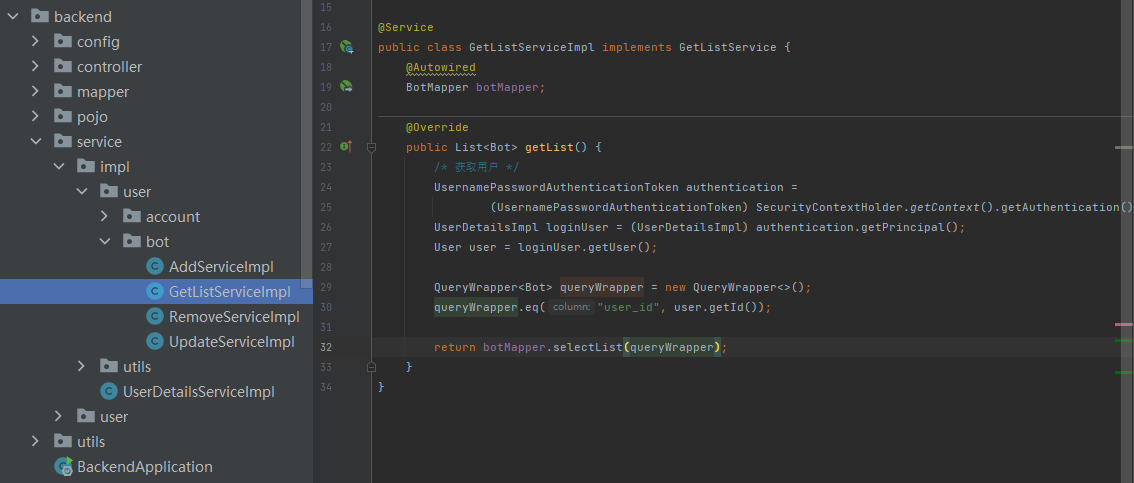 backend
config
controller
mapper
pojo
service
impl
user
account
bot
AddServiceImpl
GetListServiceImpl
RemoveServiceImpl
UpdateServiceImpl
utils
UserDetailsServiceImpl
user
utils
BackendApplication
15
16 @Service
17 public class GetListServiceImpl implements GetListService {
18 @Autowired
19 BotMapper botMapper;
20
21 @Override
22 public List<Bot> getList() {
23 /* 获取用户 */
24 UsernamePasswordAuthenticationToken authentication =
25 (UsernamePasswordAuthenticationToken) SecurityContextHolder.getContext().getAuthentication()
26 UserDetailsImpl loginUser = (UserDetailsImpl) authentication.getPrincipal();
27 User user = loginUser.getUser();
28
29 QueryWrapper<Bot> queryWrapper = new QueryWrapper<>();
30 queryWrapper.eq( column: "user_id", user.getId());
31
32 return botMapper.selectList(queryWrapper);
33 }
34 }